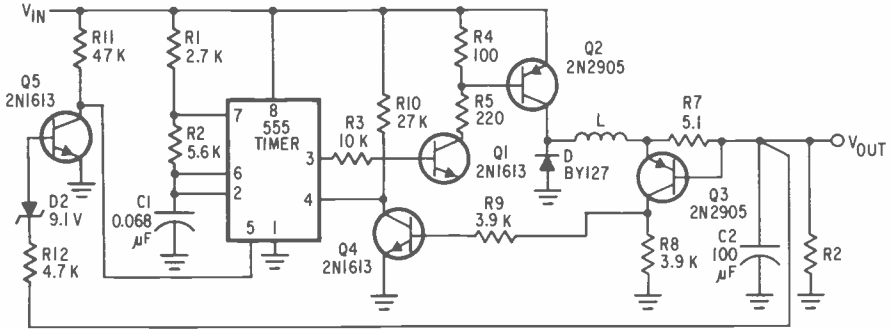 VIN
R11
47 K
R1
2.7 K
R4
100
Q2
2N2905
Q5
2N1613
R2
5.6 K
7
8
555
TIMER
6
2
3
4
5
1
R3
10 K
R10
27 K
R5
220
Q1
2N1613
L
R7
5.1
VOUT
D
BY127
Q3
2N2905
D2
9.1 V
C1
0.068
µF
R9
3.9 K
Q4
2N1613
R8
3.9 K
C2
100
µF
R2
R12
4.7 K